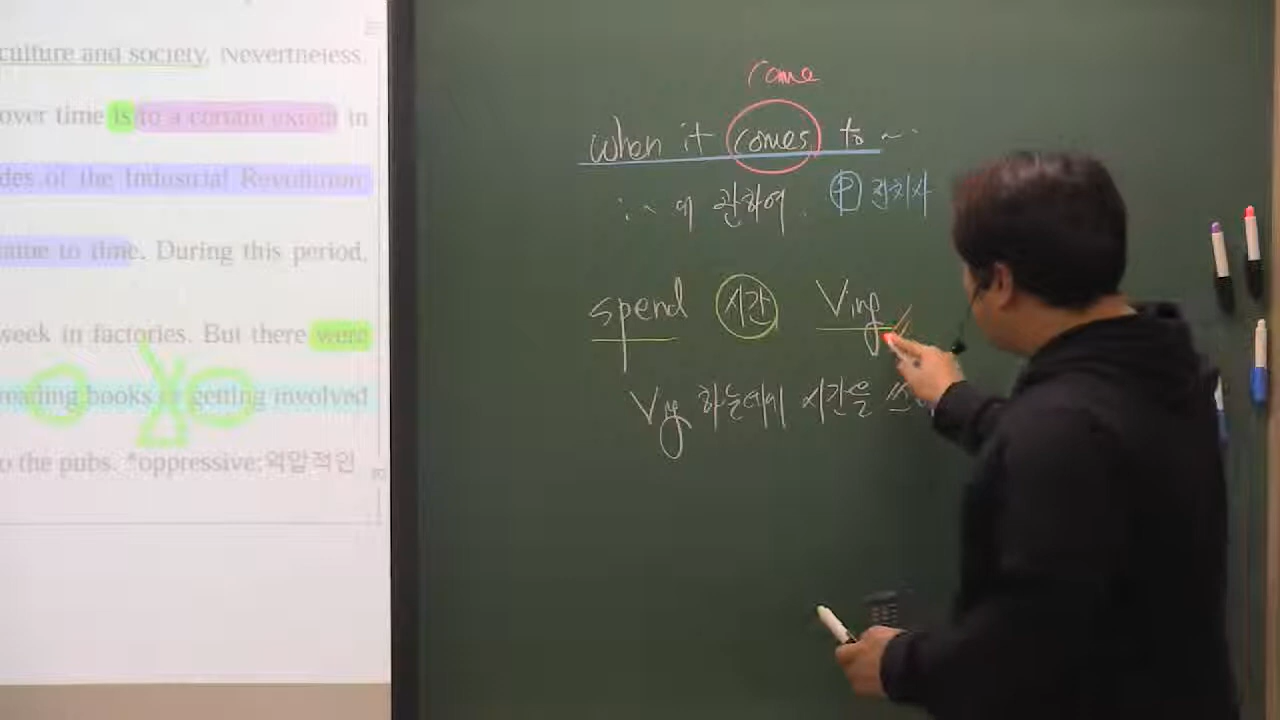 culture and society. Nevertheless,
over time is to a certain extent in
des of the Industrial Revolution
ame to time. During this period,
week in factories. But there were
reading books or getting involved
o the pubs. *oppressive:억압적인
came
when it comes to ~
~에 관하여 P 전치사
spend 시간 Ving
Ving 하는데에 시간을